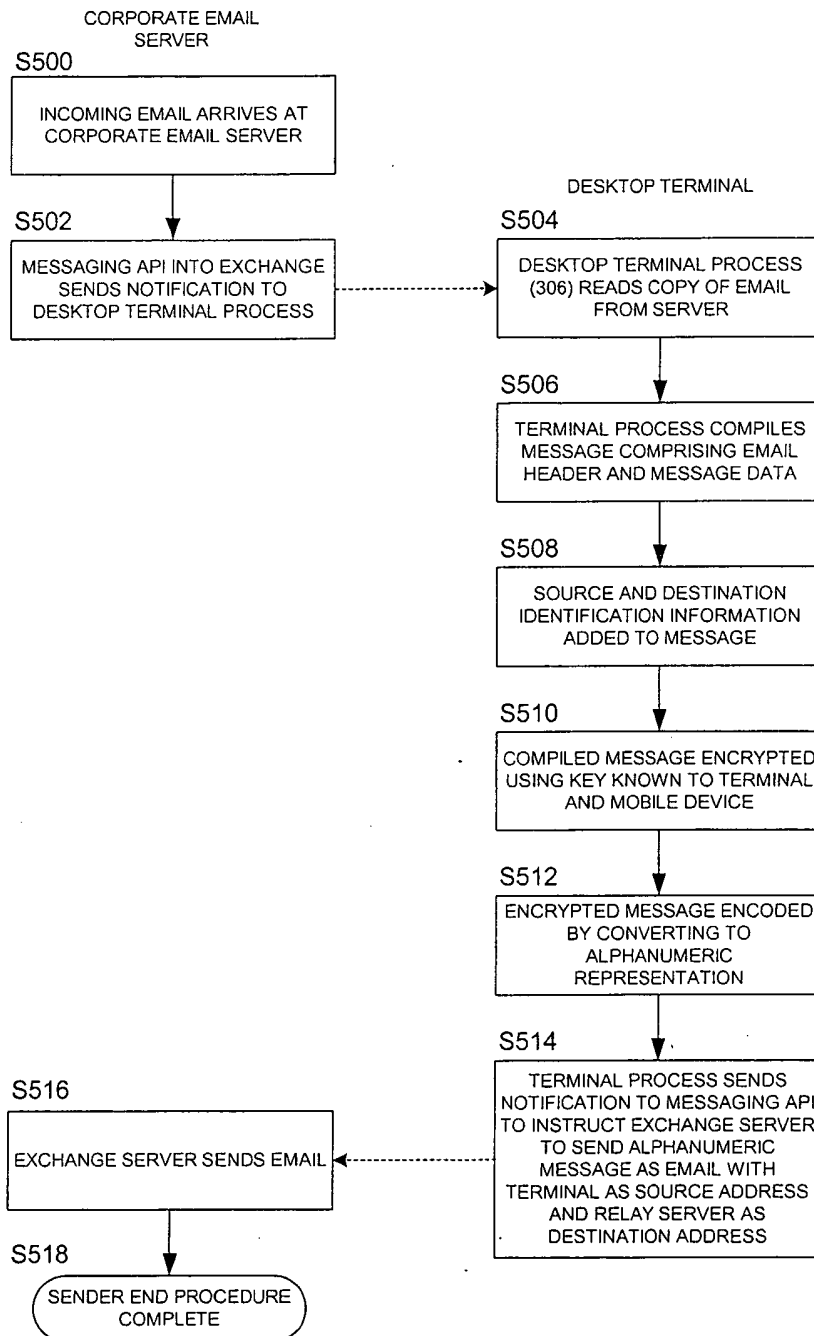 CORPORATE EMAIL
SERVER
S500
INCOMING EMAIL ARRIVES AT
CORPORATE EMAIL SERVER
S502
MESSAGING API INTO EXCHANGE
SENDS NOTIFICATION TO
DESKTOP TERMINAL PROCESS
DESKTOP TERMINAL
S504
DESKTOP TERMINAL PROCESS
(306) READS COPY OF EMAIL
FROM SERVER
S506
TERMINAL PROCESS COMPILES
MESSAGE COMPRISING EMAIL
HEADER AND MESSAGE DATA
S508
SOURCE AND DESTINATION
IDENTIFICATION INFORMATION
ADDED TO MESSAGE
S510
COMPILED MESSAGE ENCRYPTED
USING KEY KNOWN TO TERMINAL
AND MOBILE DEVICE
S512
ENCRYPTED MESSAGE ENCODED
BY CONVERTING TO
ALPHANUMERIC
REPRESENTATION
S514
TERMINAL PROCESS SENDS
NOTIFICATION TO MESSAGING API
TO INSTRUCT EXCHANGE SERVER
TO SEND ALPHANUMERIC
MESSAGE AS EMAIL WITH
TERMINAL AS SOURCE ADDRESS
AND RELAY SERVER AS
DESTINATION ADDRESS
S516
EXCHANGE SERVER SENDS EMAIL
S518
SENDER END PROCEDURE
COMPLETE